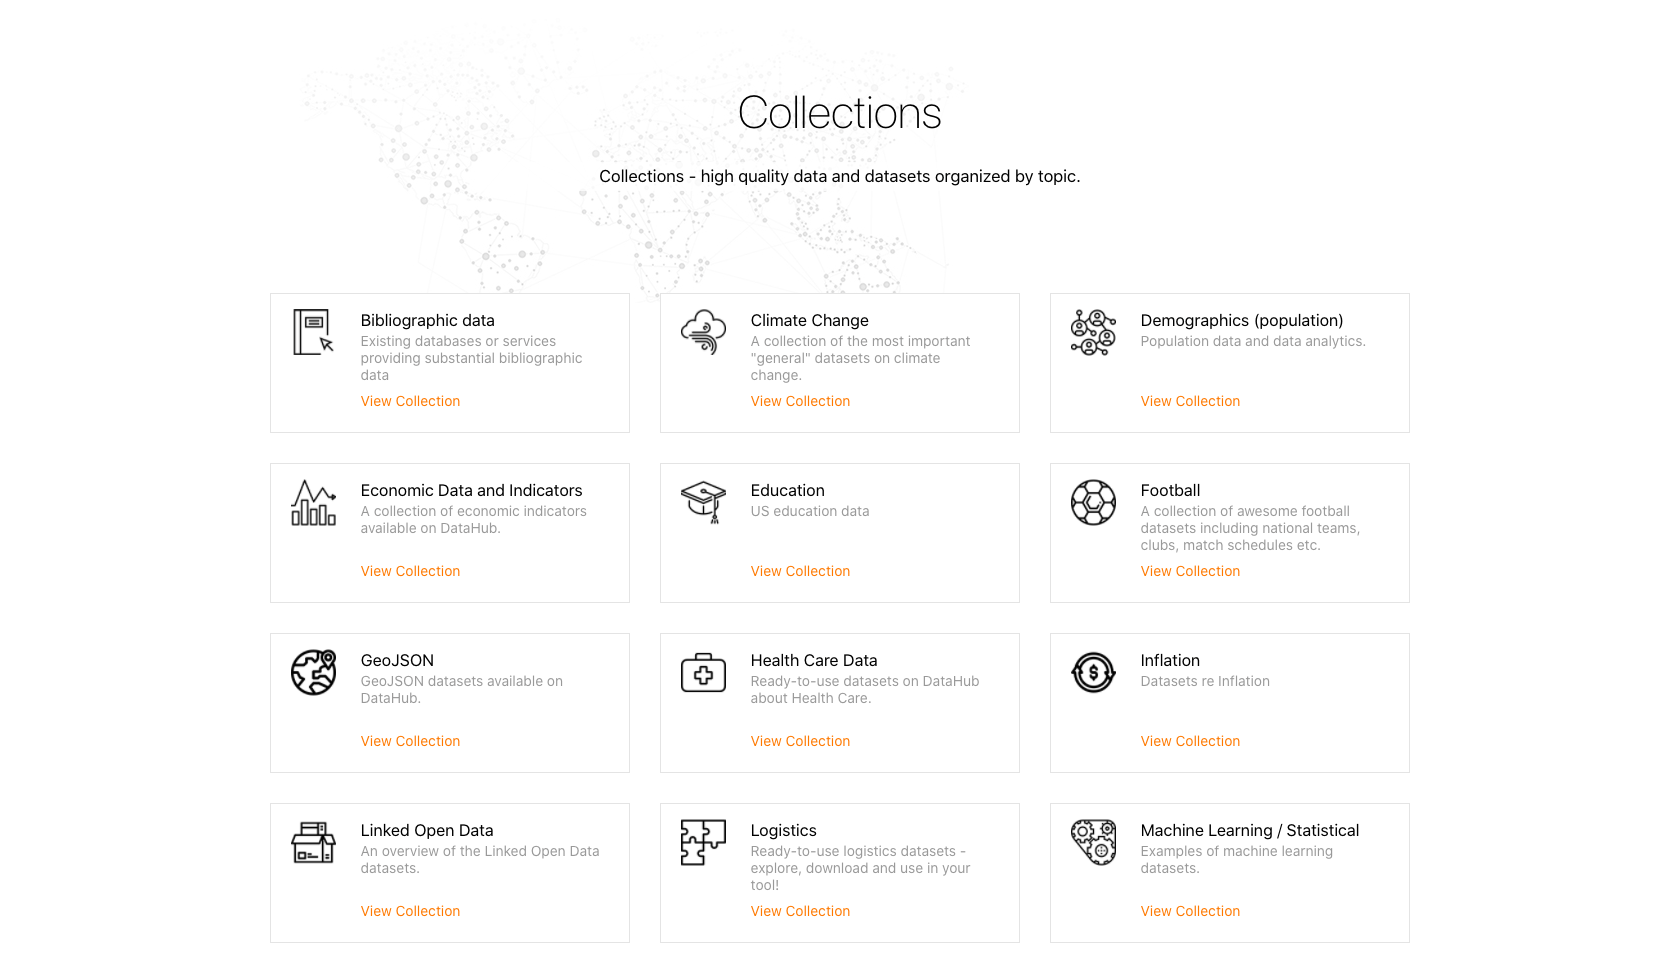 Collections
Collections - high quality data and datasets organized by topic.
Bibliographic data
Existing databases or services
providing substantial bibliographic
data
View Collection
Climate Change
A collection of the most important
"general" datasets on climate
change.
View Collection
Demographics (population)
Population data and data analytics.
View Collection
Economic Data and Indicators
A collection of economic indicators
available on DataHub.
View Collection
Education
US education data
View Collection
Football
A collection of awesome football
datasets including national teams,
clubs, match schedules etc.
View Collection
GeoJSON
GeoJSON datasets available on
DataHub.
View Collection
Health Care Data
Ready-to-use datasets on DataHub
about Health Care.
View Collection
Inflation
Datasets re Inflation
View Collection
Linked Open Data
An overview of the Linked Open Data
datasets.
View Collection
Logistics
Ready-to-use logistics datasets -
explore, download and use in your
tool!
View Collection
Machine Learning / Statistical
Examples of machine learning
datasets.
View Collection